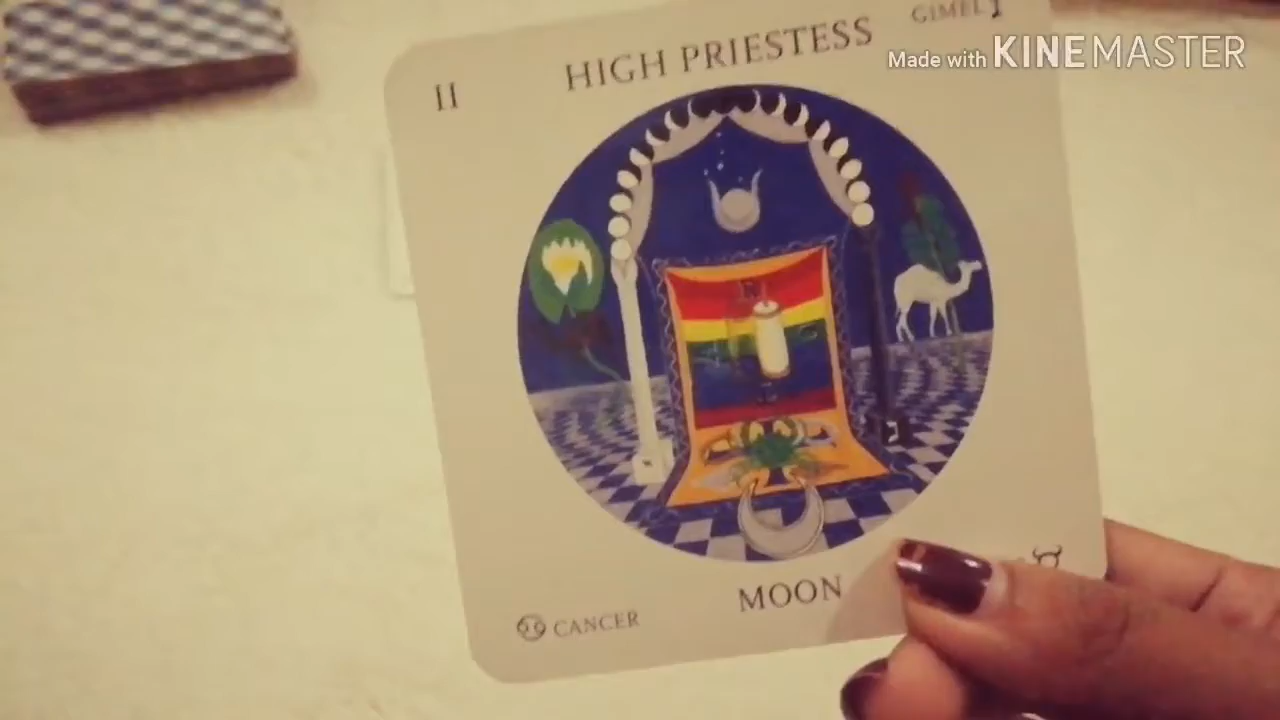 GIMEL ג
Made with KINEMASTER
HIGH PRIESTESS
II
MOON
♋ CANCER
♉